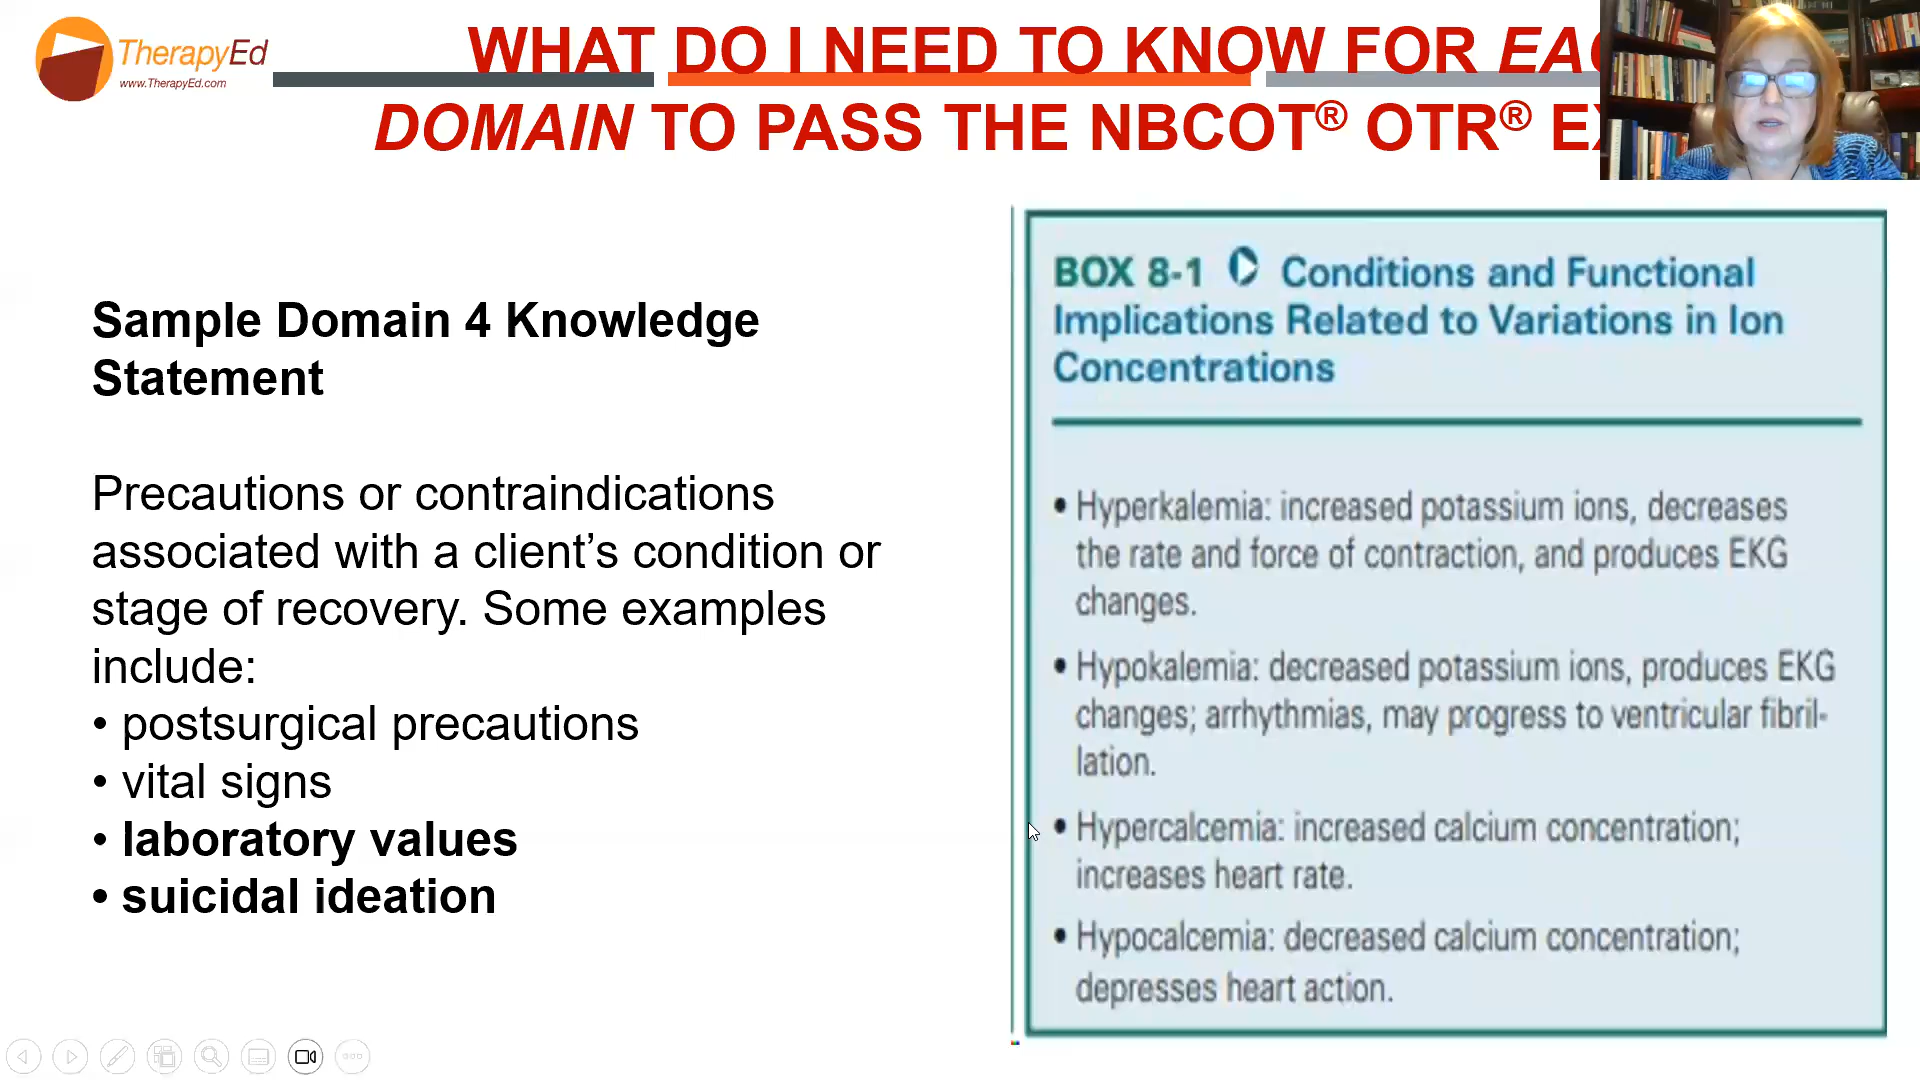 TherapyEd
www.TherapyEd.com
WHAT DO I NEED TO KNOW FOR
DOMAIN TO PASS THE NBCOT® OTR®
Sample Domain 4 Knowledge
Statement
Precautions or contraindications
associated with a client’s condition or
stage of recovery. Some examples
include:
• postsurgical precautions
• vital signs
• laboratory values
• suicidal ideation
BOX 8-1 Conditions and Functional
Implications Related to Variations in Ion
Concentrations
• Hyperkalemia: increased potassium ions, decreases
the rate and force of contraction, and produces EKG
changes.
• Hypokalemia: decreased potassium ions, produces EKG
changes; arrhythmias, may progress to ventricular fibril-
lation.
• Hypercalcemia: increased calcium concentration;
increases heart rate.
• Hypocalcemia: decreased calcium concentration;
depresses heart action.